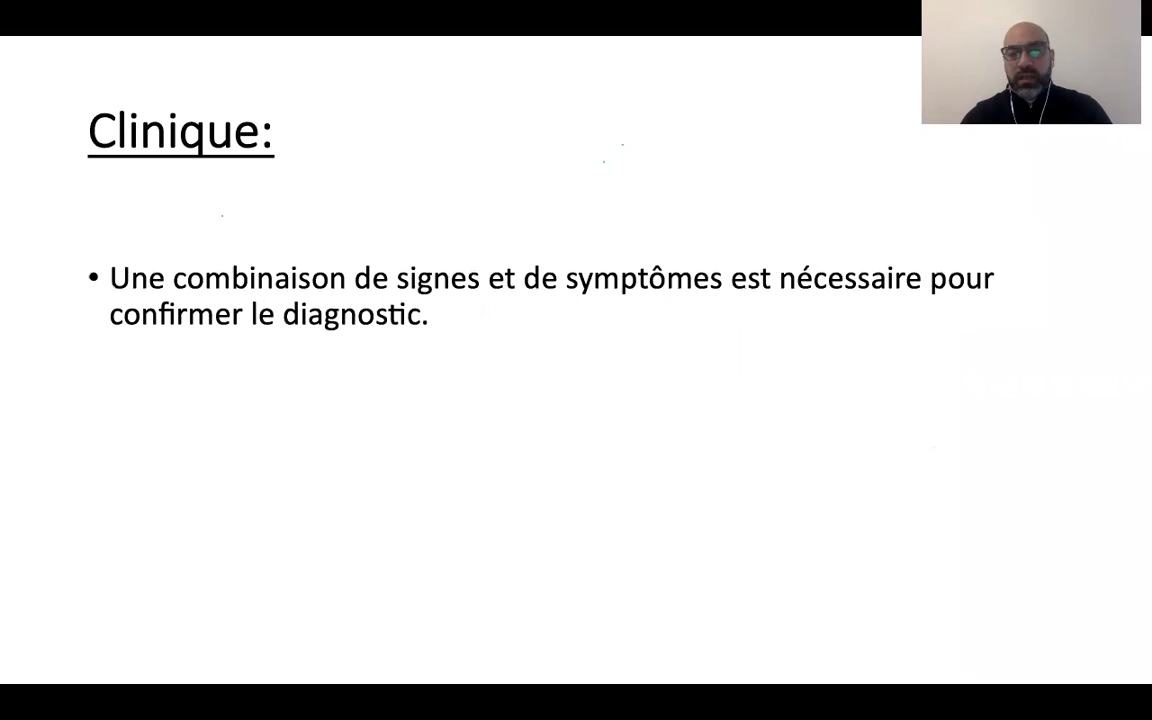 Clinique:
• Une combinaison de signes et de symptômes est nécessaire pour
confirmer le diagnostic.